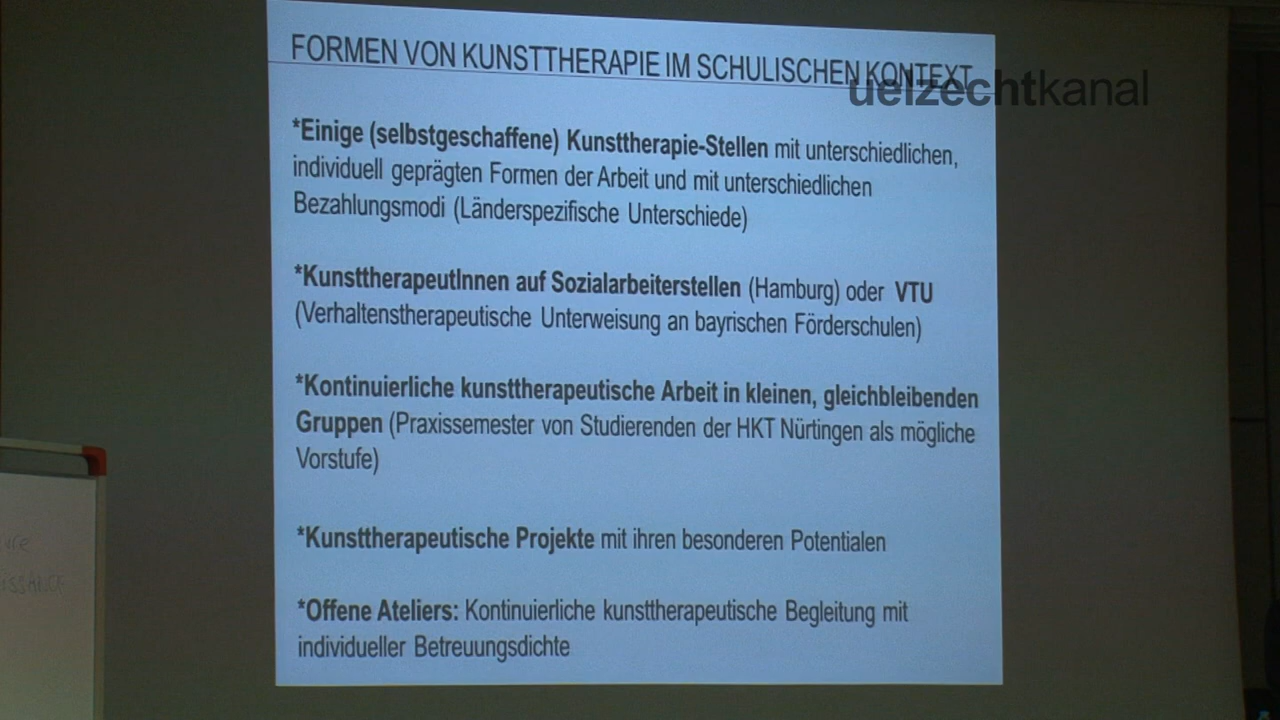 FORMEN VON KUNSTTHERAPIE IM SCHULISCHEN KONTEXT
uelzechtkanal
*Einige (selbstgeschaffene) Kunsttherapie-Stellen mit unterschiedlichen,
individuell geprägten Formen der Arbeit und mit unterschiedlichen
Bezahlungsmodi (Länderspezifische Unterschiede)
*KunsttherapeutInnen auf Sozialarbeiterstellen (Hamburg) oder VTU
(Verhaltenstherapeutische Unterweisung an bayrischen Förderschulen)
*Kontinuierliche kunsttherapeutische Arbeit in kleinen, gleichbleibenden
Gruppen (Praxissemester von Studierenden der HKT Nürtingen als mögliche
Vorstufe)
*Kunsttherapeutische Projekte mit ihren besonderen Potentialen
*Offene Ateliers: Kontinuierliche kunsttherapeutische Begleitung mit
individueller Betreuungsdichte